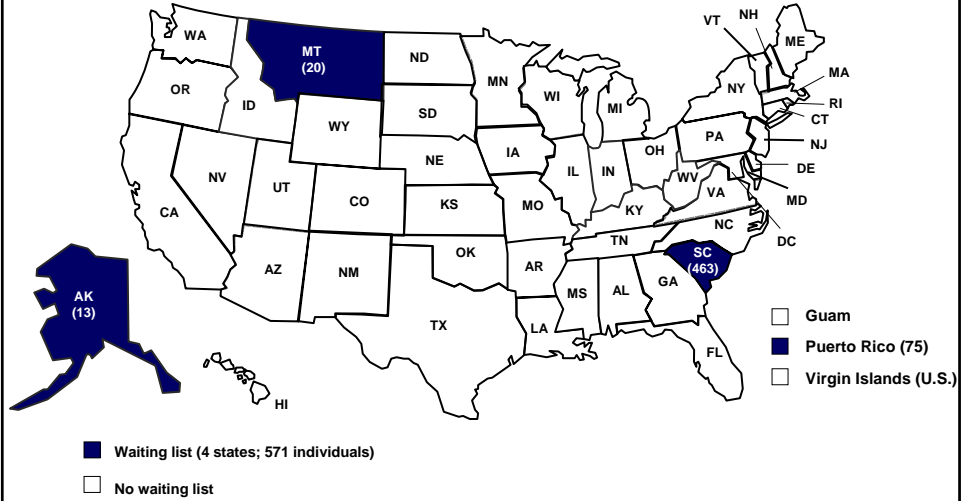 WA
MT
(20)
ND
MN
VT
NH
ME
OR
ID
SD
WI
MI
NY
MA
RI
CT
WY
NE
IA
PA
NJ
OH
DE
NV
UT
CO
KS
MO
IL
IN
WV
VA
MD
KY
DC
CA
AZ
NM
OK
AR
TN
NC
SC
(463)
MS
AL
GA
TX
LA
FL
AK
(13)
HI
Guam
Puerto Rico (75)
Virgin Islands (U.S.)
Waiting list (4 states; 571 individuals)
No waiting list